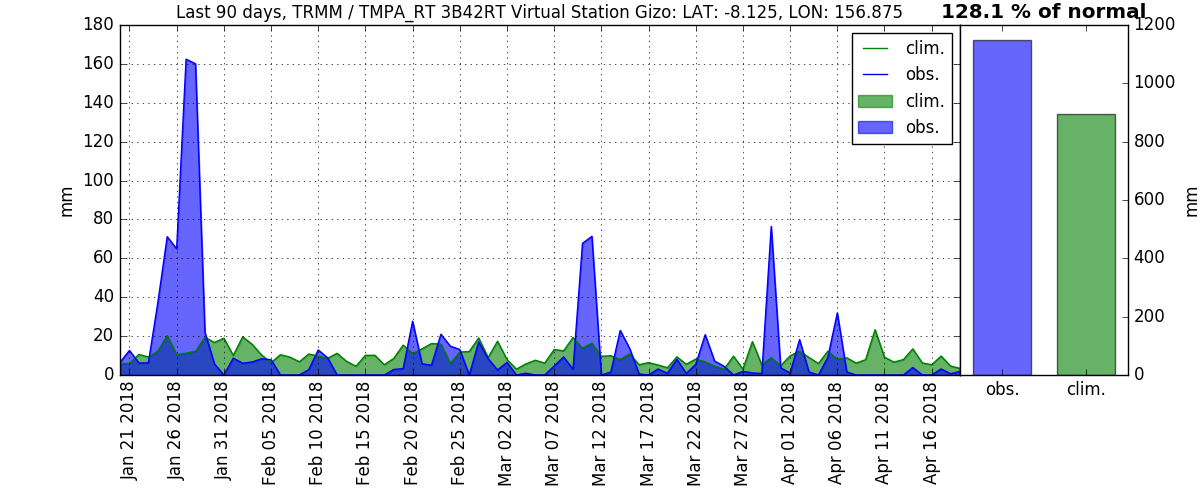 Last 90 days, TRMM / TMPA_RT 3B42RT Virtual Station Gizo: LAT: -8.125, LON: 156.875
128.1 % of normal
180
160
140
120
100
80
60
40
20
0
mm
clim.
obs.
clim.
obs.
1200
1000
800
600
400
200
0
mm
obs.
clim.
Jan 21 2018
Jan 26 2018
Jan 31 2018
Feb 05 2018
Feb 10 2018
Feb 15 2018
Feb 20 2018
Feb 25 2018
Mar 02 2018
Mar 07 2018
Mar 12 2018
Mar 17 2018
Mar 22 2018
Mar 27 2018
Apr 01 2018
Apr 06 2018
Apr 11 2018
Apr 16 2018